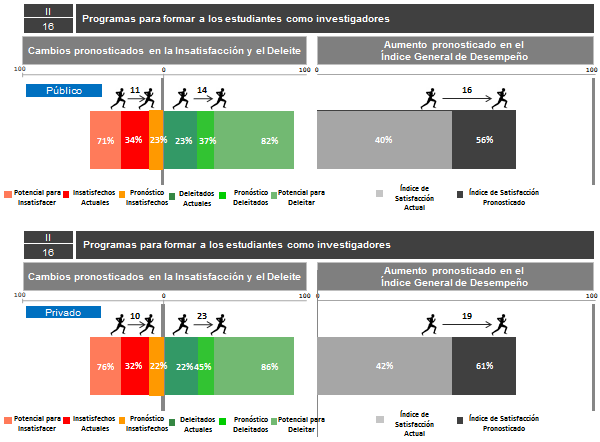 II
16
Programas para formar a los estudiantes como investigadores
Cambios pronosticados en la Insatisfacción y el Deleite
Aumento pronosticado en el
Índice General de Desempeño
100 0 100 0 100
Público
11 14 16
71% 34% 23% 23% 37% 82% 40% 56%
Potencial para
Insatisfacer
Insatisfechos
Actuales
Pronóstico
Insatisfechos
Deleitados
Actuales
Pronóstico
Deleitados
Potencial para
Deleitar
Índice de
Satisfacción
Actual
Índice de Satisfacción
Pronosticado
II
16
Programas para formar a los estudiantes como investigadores
Cambios pronosticados en la Insatisfacción y el Deleite
Aumento pronosticado en el
Índice General de Desempeño
100 0 100 0 100
Privado
10 23 19
76% 32% 22% 22% 45% 86% 42% 61%
Potencial para
Insatisfacer
Insatisfechos
Actuales
Pronóstico
Insatisfechos
Deleitados
Actuales
Pronóstico
Deleitados
Potencial para
Deleitar
Índice de
Satisfacción
Actual
Índice de Satisfacción
Pronosticado